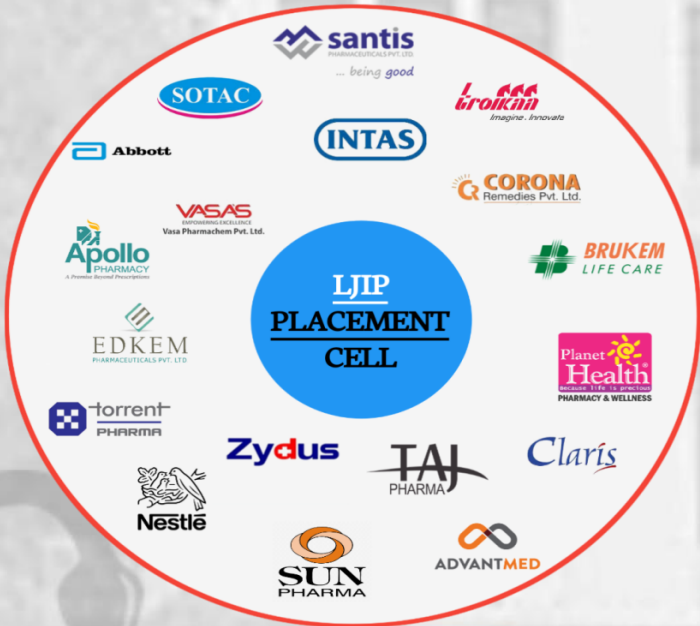 santis
PHARMACEUTICALS PVT. LTD.
... being good
SOTAC
troikaa
Imagine. Innovate
INTAS
Abbott
CORONA
Remedies Pvt. Ltd.
VASA'S
EMPOWERING EXCELLENCE
Vasa Pharmachem Pvt. Ltd.
Apollo
PHARMACY
A Promise Beyond Prescriptions
BRUKEM
LIFE CARE
LJIP
PLACEMENT
CELL
EDKEM
PHARMACEUTICALS PVT. LTD
Planet
Health®
Because life is precious
PHARMACY & WELLNESS
torrent
PHARMA
Zydus
TAJ
PHARMA
Claris
Nestlē
SUN
PHARMA
ADVANTMED